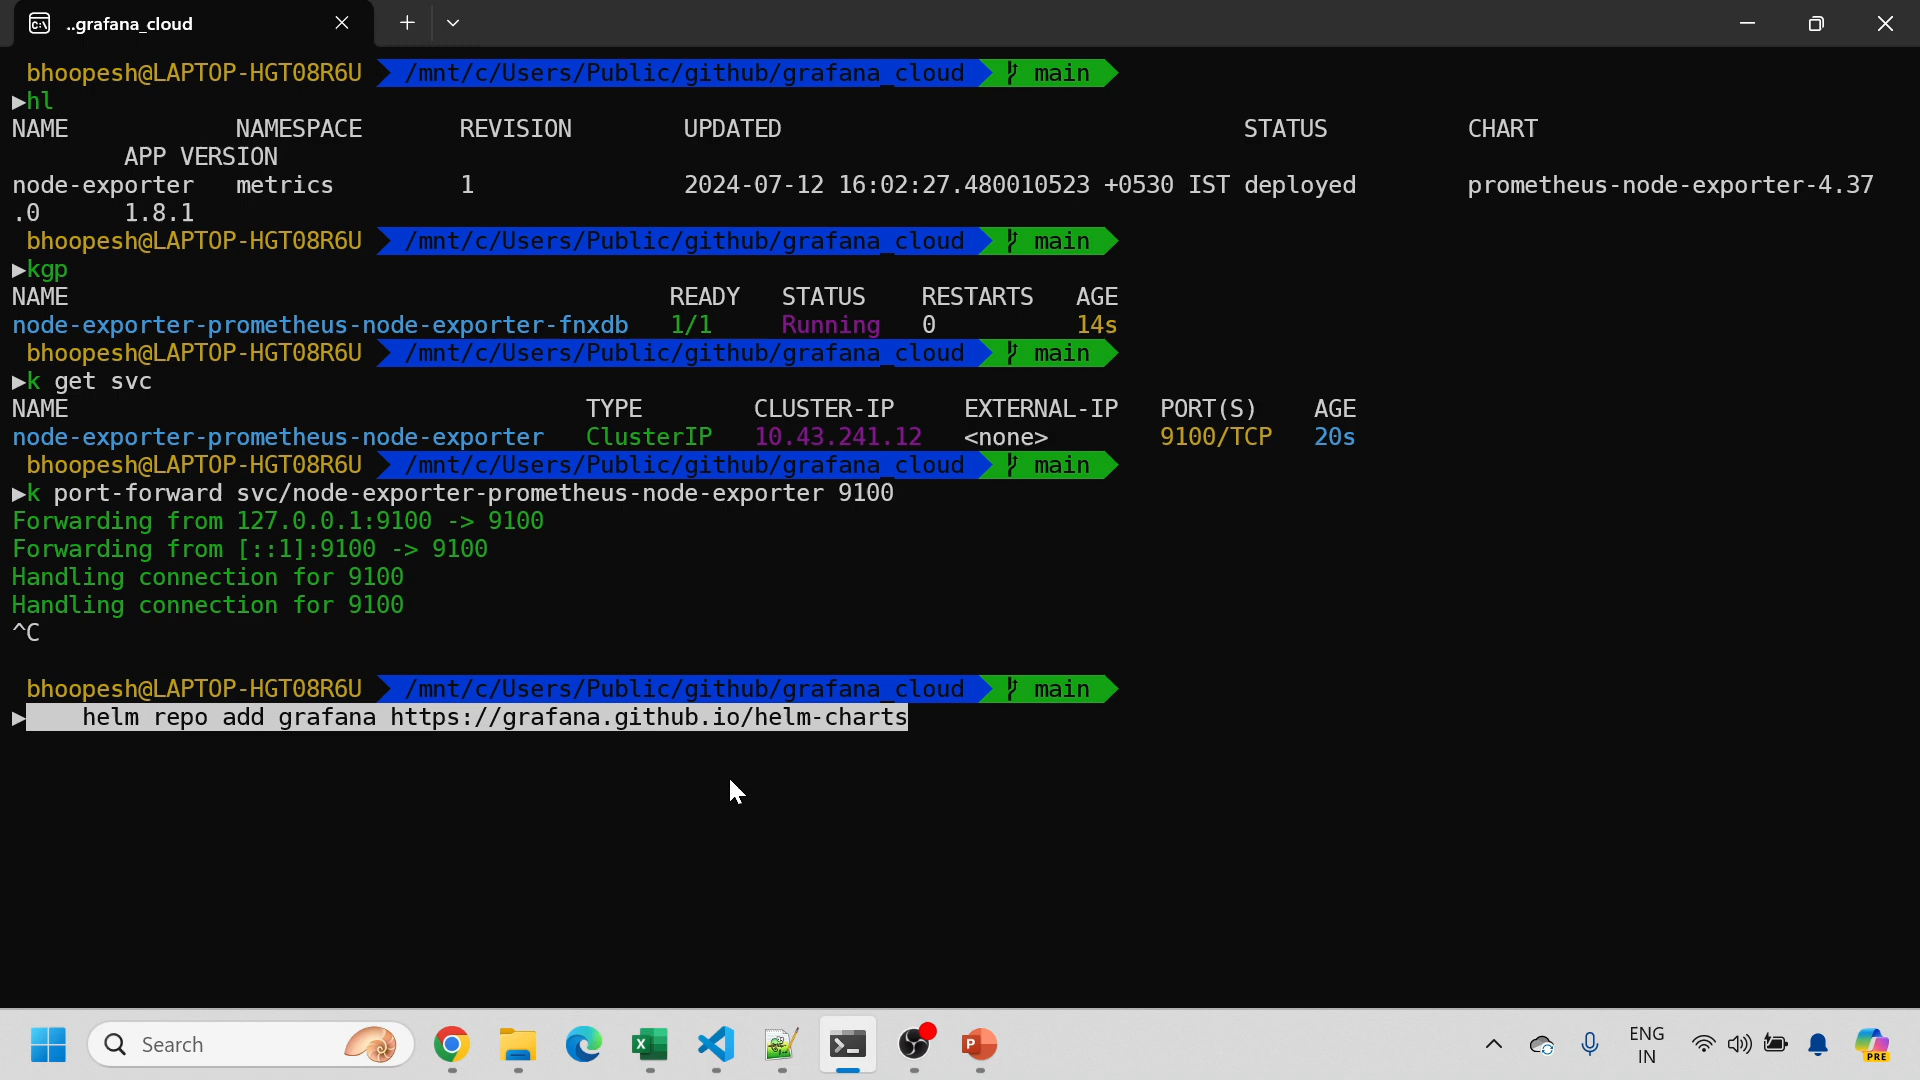 ..grafana_cloud
bhoopesh@LAPTOP-HGT08R6U /mnt/c/Users/Public/github/grafana_cloud main
▶hl
NAME NAMESPACE REVISION UPDATED STATUS CHART
APP VERSION
node-exporter metrics 1 2024-07-12 16:02:27.480010523 +0530 IST deployed prometheus-node-exporter-4.37
.0 1.8.1
bhoopesh@LAPTOP-HGT08R6U /mnt/c/Users/Public/github/grafana_cloud main
▶kgp
NAME READY STATUS RESTARTS AGE
node-exporter-prometheus-node-exporter-fnxdb 1/1 Running 0 14s
bhoopesh@LAPTOP-HGT08R6U /mnt/c/Users/Public/github/grafana_cloud main
▶k get svc
NAME TYPE CLUSTER-IP EXTERNAL-IP PORT(S) AGE
node-exporter-prometheus-node-exporter ClusterIP 10.43.241.12 <none> 9100/TCP 20s
bhoopesh@LAPTOP-HGT08R6U /mnt/c/Users/Public/github/grafana_cloud main
▶k port-forward svc/node-exporter-prometheus-node-exporter 9100
Forwarding from 127.0.0.1:9100 -> 9100
Forwarding from [::1]:9100 -> 9100
Handling connection for 9100
Handling connection for 9100
^C
bhoopesh@LAPTOP-HGT08R6U /mnt/c/Users/Public/github/grafana_cloud main
▶ helm repo add grafana https://grafana.github.io/helm-charts
Search
ENG
IN
PRE